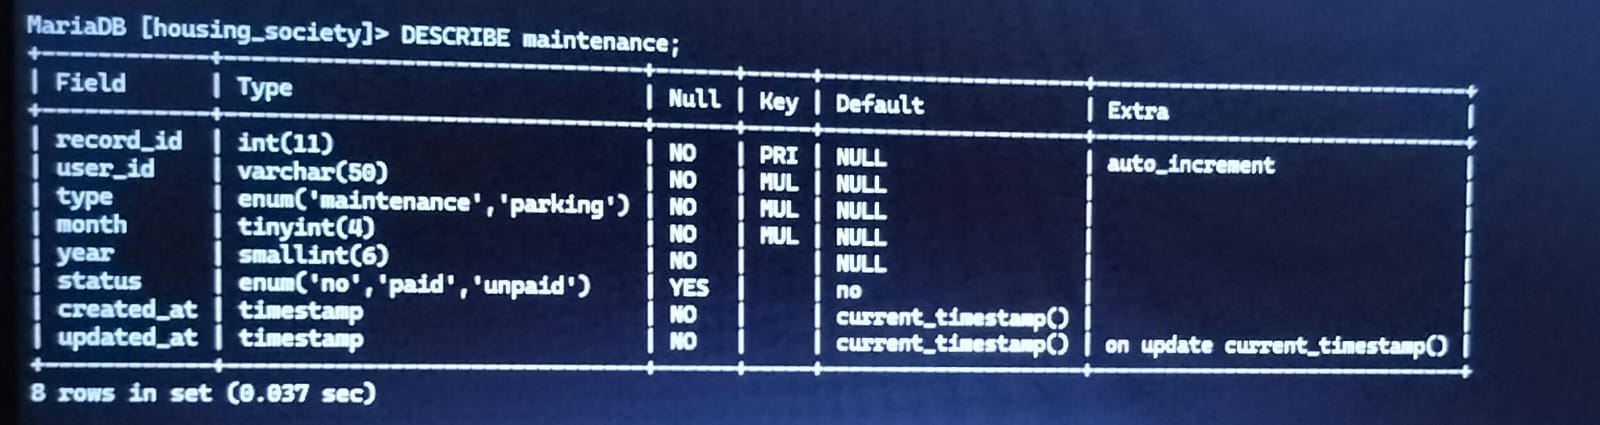 MariaDB [housing_society]> DESCRIBE maintenance;
+------------+-------------------------------+------+-----+---------------------+-------------------------------+
| Field | Type | Null | Key | Default | Extra |
+------------+-------------------------------+------+-----+---------------------+-------------------------------+
| record_id | int(11) | NO | PRI | NULL | auto_increment |
| user_id | varchar(50) | NO | MUL | NULL | |
| type | enum('maintenance','parking') | NO | MUL | NULL | |
| month | tinyint(4) | NO | MUL | NULL | |
| year | smallint(6) | NO | | NULL | |
| status | enum('no','paid','unpaid') | YES | | no | |
| created_at | timestamp | NO | | current_timestamp() | |
| updated_at | timestamp | NO | | current_timestamp() | on update current_timestamp() |
+------------+-------------------------------+------+-----+---------------------+-------------------------------+
8 rows in set (0.037 sec)